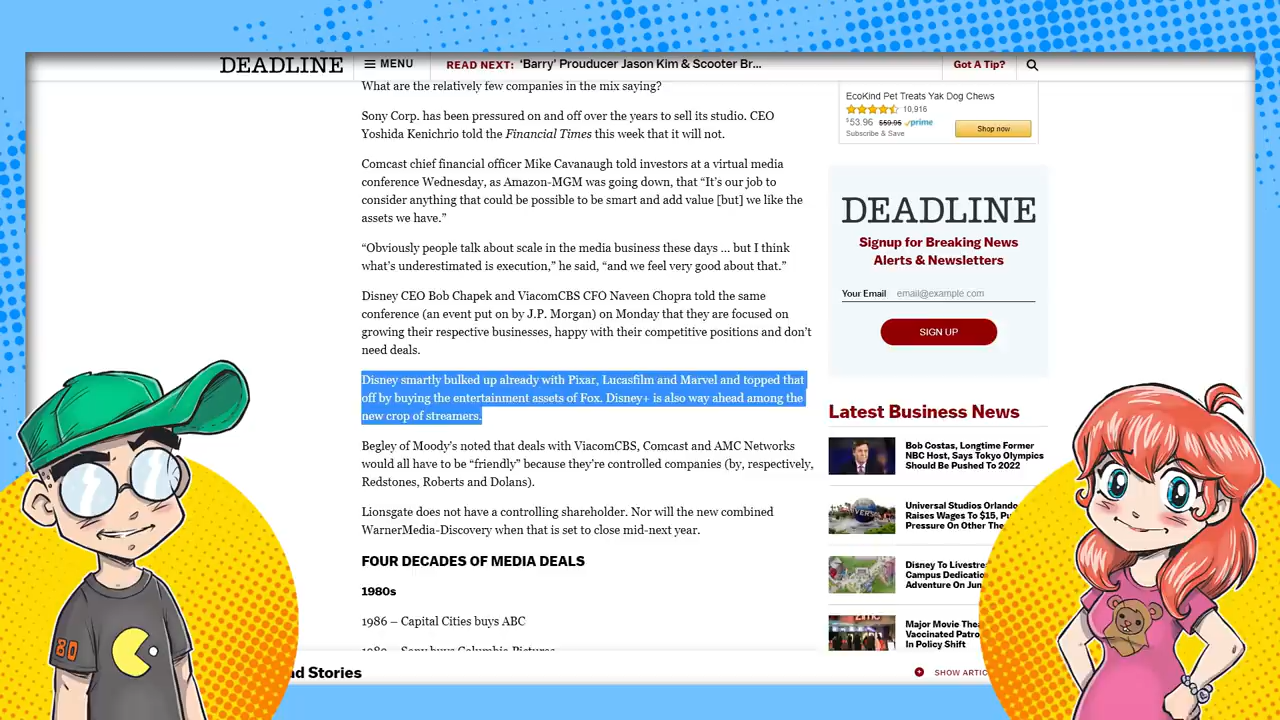 DEADLINE
MENU
READ NEXT: ‘Barry’ Prouducer Jason Kim & Scooter Br...
Got A Tip?
What are the relatively few companies in the mix saying?
Sony Corp. has been pressured on and off over the years to sell its studio. CEO
Yoshida Kenichrio told the Financial Times this week that it will not.
Comcast chief financial officer Mike Cavanaugh told investors at a virtual media
conference Wednesday, as Amazon-MGM was going down, that “It’s our job to
consider anything that could be possible to be smart and add value [but] we like the
assets we have.”
“Obviously people talk about scale in the media business these days ... but I think
what’s underestimated is execution,” he said, “and we feel very good about that.”
Disney CEO Bob Chapek and ViacomCBS CFO Naveen Chopra told the same
conference (an event put on by J.P. Morgan) on Monday that they are focused on
growing their respective businesses, happy with their competitive positions and don’t
need deals.
Disney smartly bulked up already with Pixar, Lucasfilm and Marvel and topped that
off by buying the entertainment assets of Fox. Disney+ is also way ahead among the
new crop of streamers.
Begley of Moody’s noted that deals with ViacomCBS, Comcast and AMC Networks
would all have to be “friendly” because they’re controlled companies (by, respectively,
Redstones, Roberts and Dolans).
Lionsgate does not have a controlling shareholder. Nor will the new combined
WarnerMedia-Discovery when that is set to close mid-next year.
FOUR DECADES OF MEDIA DEALS
1980s
1986 – Capital Cities buys ABC
1989 – Sony buys Columbia Pictures
EcoKind Pet Treats Yak Dog Chews
10,916
$53.96 $59.95 prime
Subscribe & Save
Shop now
DEADLINE
Signup for Breaking News
Alerts & Newsletters
Your Email email@example.com
SIGN UP
Latest Business News
Bob Costas, Longtime Former
NBC Host, Says Tokyo Olympics
Should Be Pushed To 2022
Universal Studios Orlando
Raises Wages To $15, Pu
Pressure On Other The
Disney To Livestre
Campus Dedicatio
Adventure On Jun
Major Movie Thea
Vaccinated Patro
In Policy Shift
d Stories
SHOW ARTIC
80